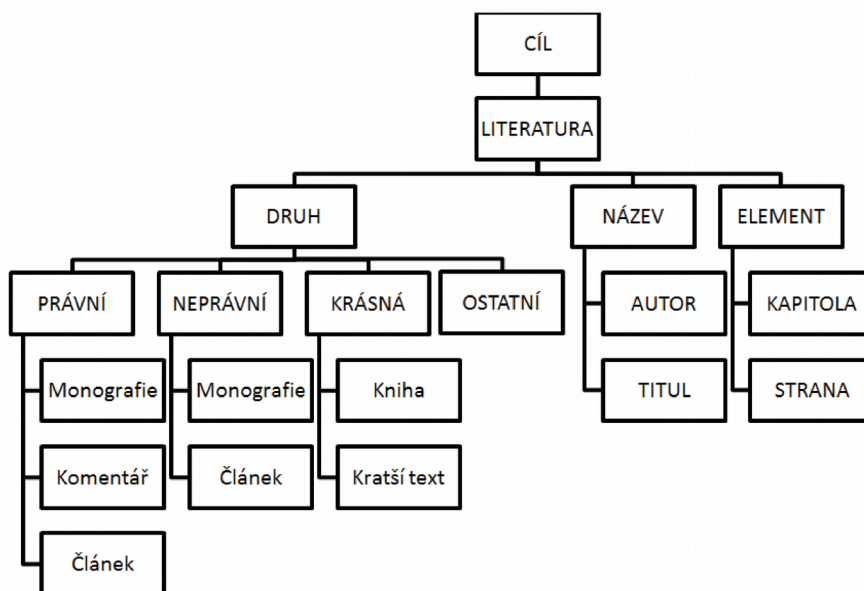 CÍL
LITERATURA
DRUH
NÁZEV
ELEMENT
PRÁVNÍ
NEPRÁVNÍ
KRÁSNÁ
OSTATNÍ
AUTOR
KAPITOLA
Monografie
Monografie
Kniha
TITUL
STRANA
Komentář
Článek
Kratší text
Článek